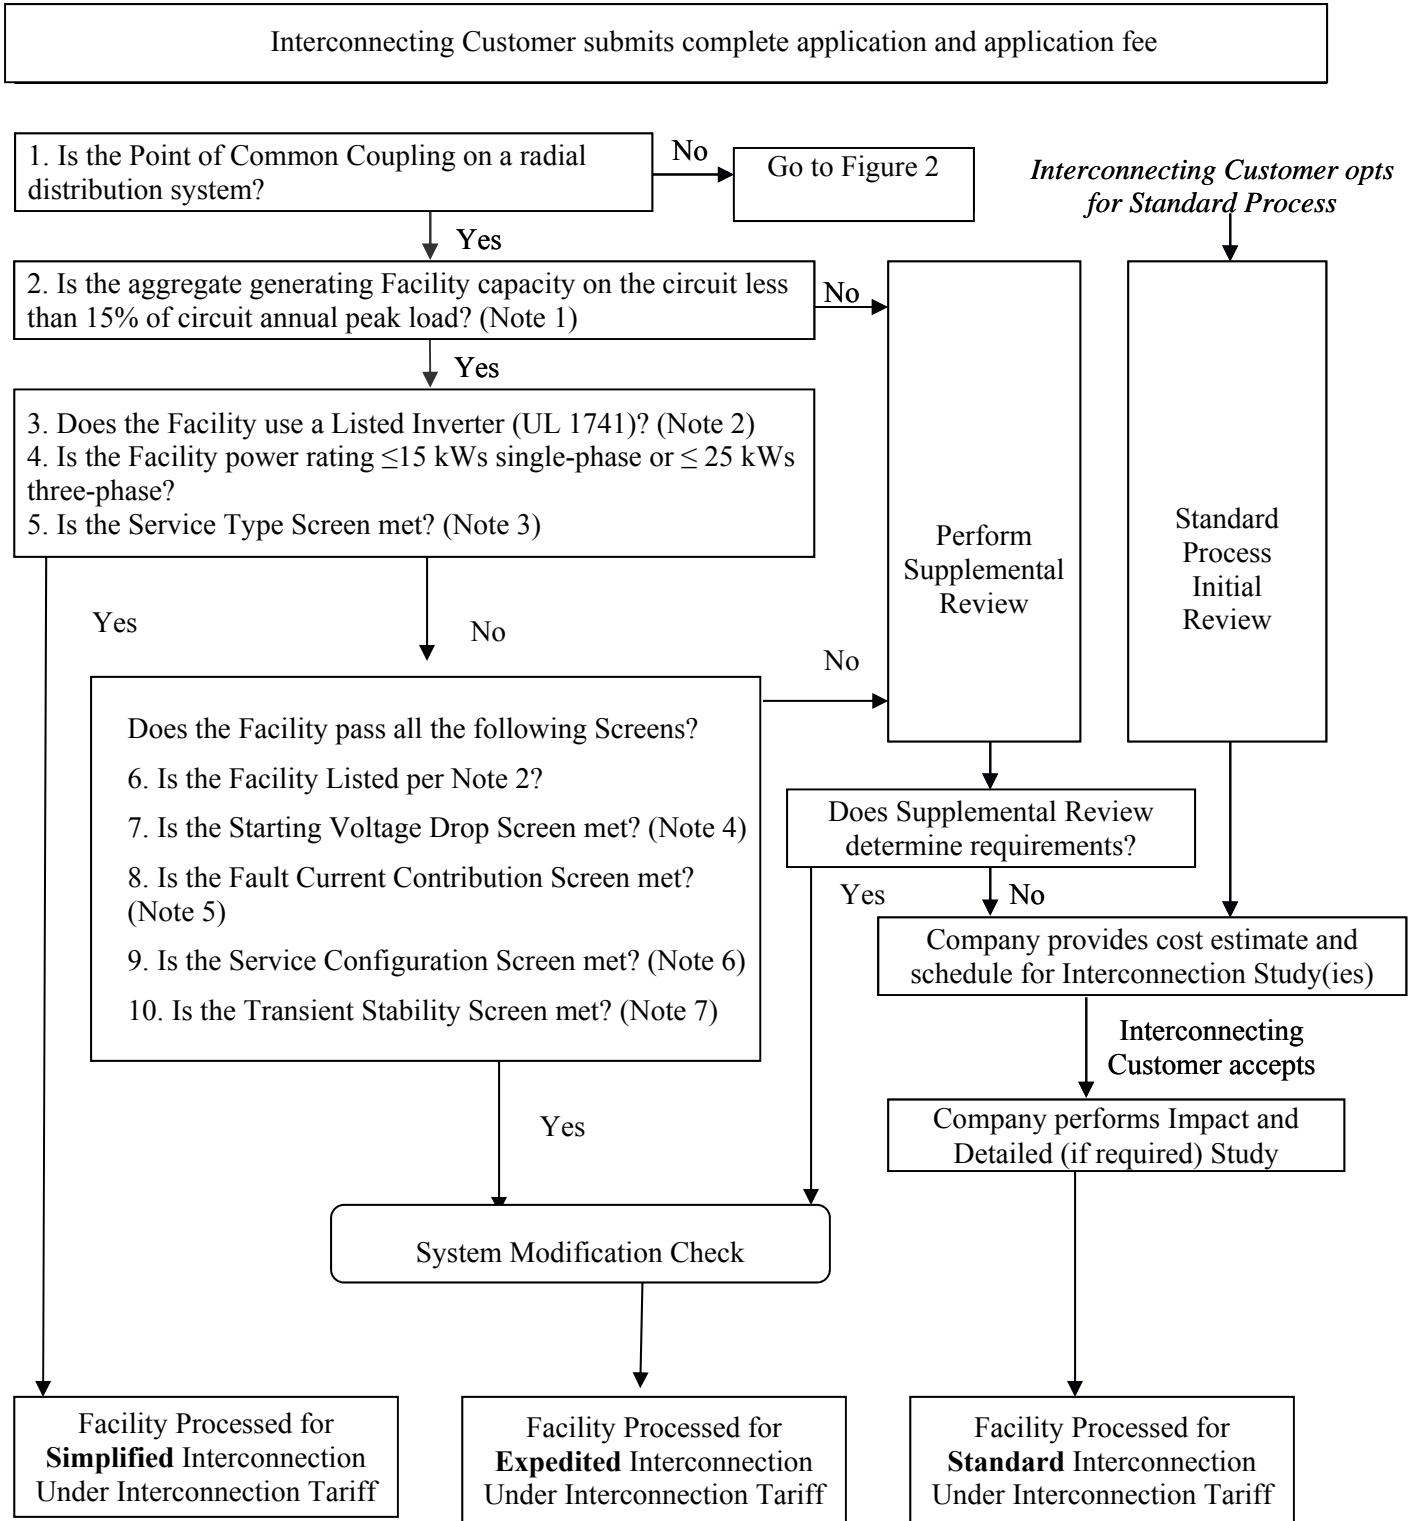 Interconnecting Customer submits complete application and application fee
1. Is the Point of Common Coupling on a radial
distribution system?
No
Go to Figure 2
Interconnecting Customer opts
for Standard Process
Yes
2. Is the aggregate generating Facility capacity on the circuit less
than 15% of circuit annual peak load? (Note 1)
No
Yes
3. Does the Facility use a Listed Inverter (UL 1741)? (Note 2)
4. Is the Facility power rating ≤15 kWs single-phase or ≤ 25 kWs
three-phase?
5. Is the Service Type Screen met? (Note 3)
Perform
Supplemental
Review
Standard
Process
Initial
Review
Yes
No
No
Does the Facility pass all the following Screens?
6. Is the Facility Listed per Note 2?
7. Is the Starting Voltage Drop Screen met? (Note 4)
8. Is the Fault Current Contribution Screen met?
(Note 5)
9. Is the Service Configuration Screen met? (Note 6)
10. Is the Transient Stability Screen met? (Note 7)
Does Supplemental Review
determine requirements?
Yes
No
Company provides cost estimate and
schedule for Interconnection Study(ies)
Interconnecting
Customer accepts
Company performs Impact and
Detailed (if required) Study
Yes
System Modification Check
Facility Processed for
Simplified Interconnection
Under Interconnection Tariff
Facility Processed for
Expedited Interconnection
Under Interconnection Tariff
Facility Processed for
Standard Interconnection
Under Interconnection Tariff